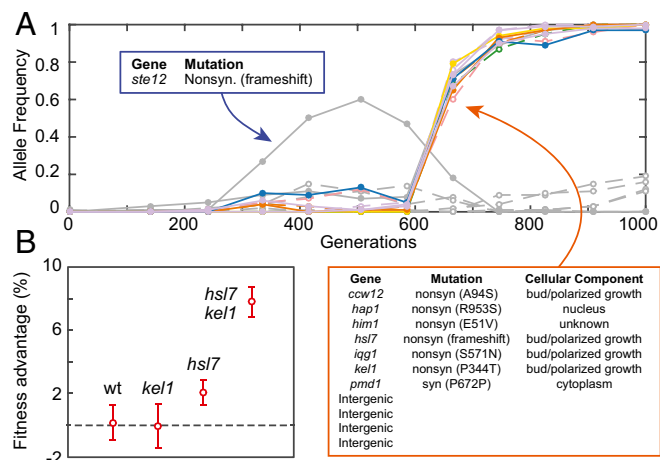 A
Allele Frequency
1
0.8
0.6
0.4
0.2
0
Gene Mutation
ste12 Nonsyn. (frameshift)
0 200 400 600 800 1000
Generations
B
Fitness advantage (%)
10
6
2
-2
wt
kel1
hsl7
hsl7
kel1
Gene Mutation Cellular Component
ccw12 nonsyn (A94S) bud/polarized growth
hap1 nonsyn (R953S) nucleus
him1 nonsyn (E51V) unknown
hsl7 nonsyn (frameshift) bud/polarized growth
iqg1 nonsyn (S571N) bud/polarized growth
kel1 nonsyn (P344T) bud/polarized growth
pmd1 syn (P672P) cytoplasm
Intergenic
Intergenic
Intergenic
Intergenic